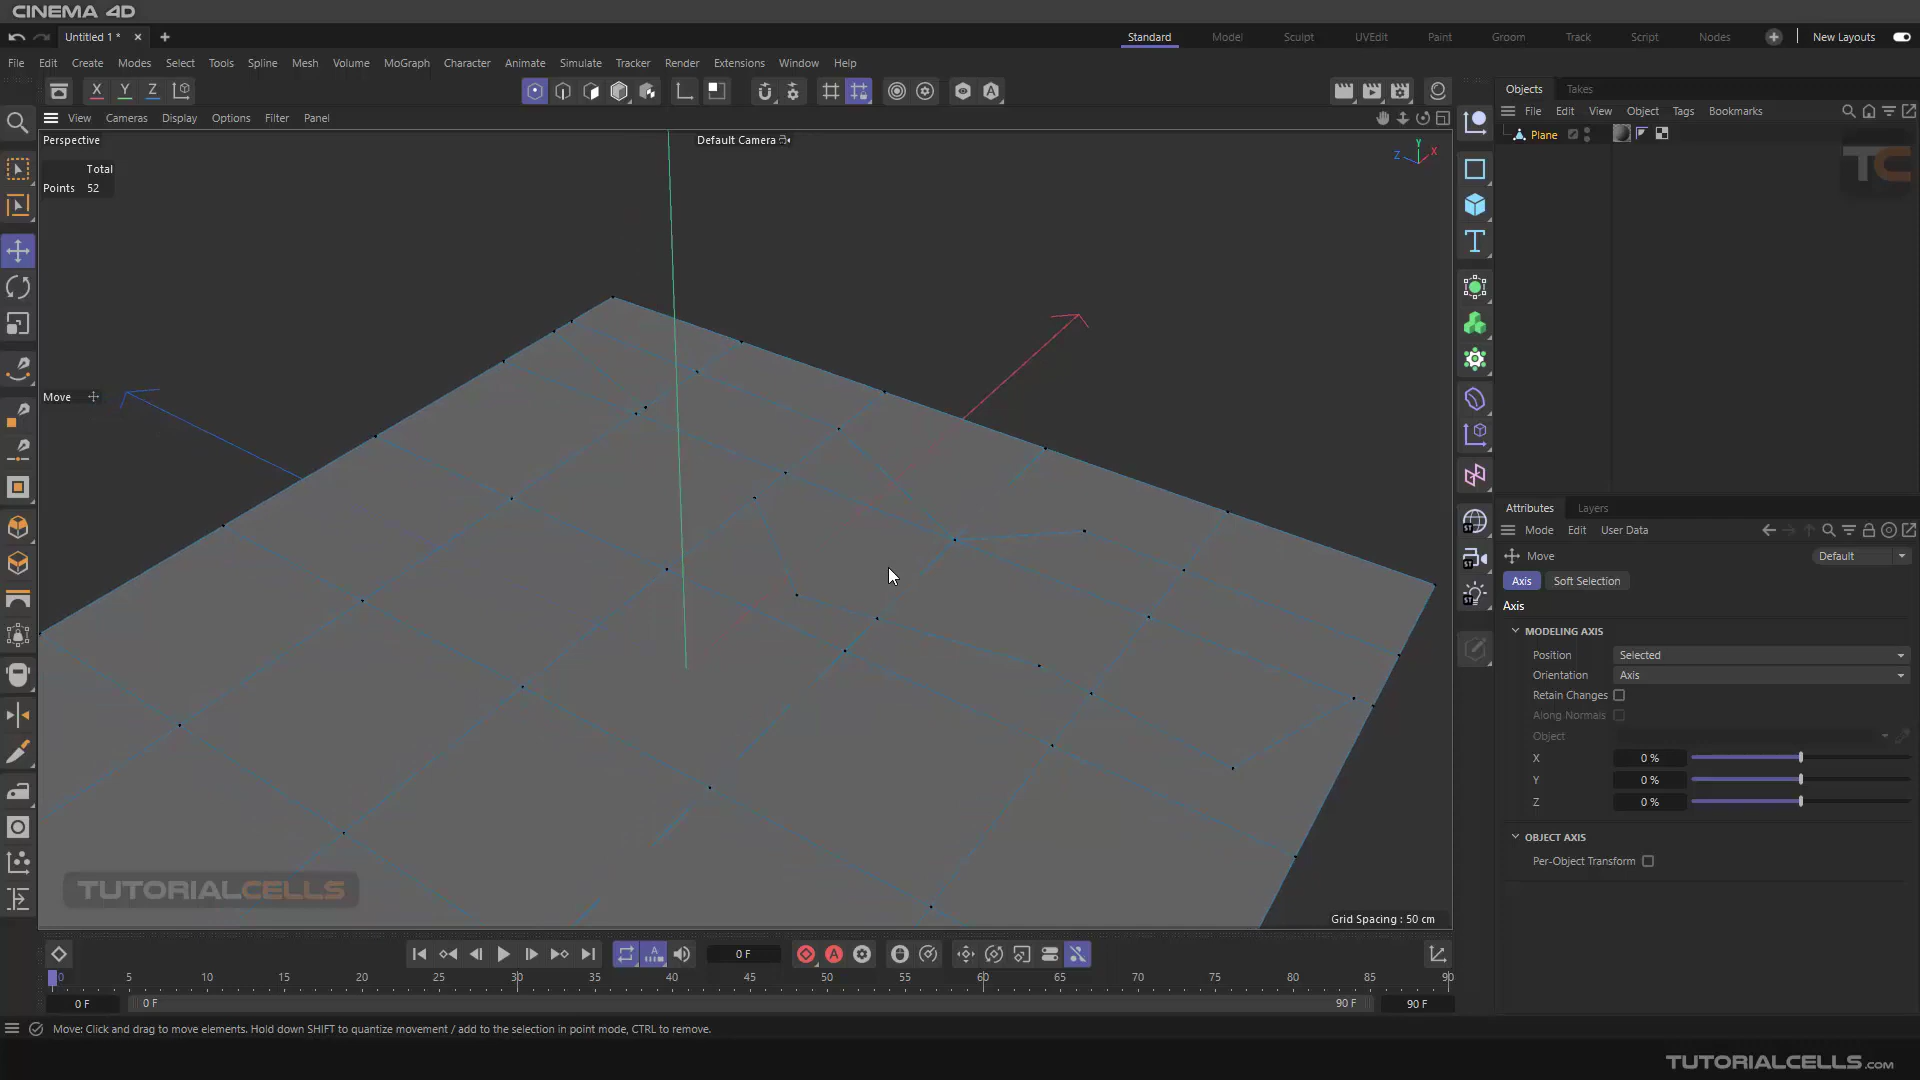 CINEMA 4D
Untitled 1 *
Standard Model Sculpt UVEdit Paint Groom Track Script Nodes New Layouts
File Edit Create Modes Select Tools Spline Mesh Volume MoGraph Character Animate Simulate Tracker Render Extensions Window Help
X Y Z
View Cameras Display Options Filter Panel
Perspective
Default Camera
Total
Points 52
Y
Z X
Move
Grid Spacing : 50 cm
TUTORIALCELLS
Objects Takes
File Edit View Object Tags Bookmarks
Plane
TC
Attributes Layers
Mode Edit User Data
Move Default
Axis Soft Selection
Axis
MODELING AXIS
Position Selected
Orientation Axis
Retain Changes
Along Normals
Object
X 0 %
Y 0 %
Z 0 %
OBJECT AXIS
Per-Object Transform
0 F
0 5 10 15 20 25 30 35 40 45 50 55 60 65 70 75 80 85 90
0 F 0 F 90 F 90 F
Move: Click and drag to move elements. Hold down SHIFT to quantize movement / add to the selection in point mode, CTRL to remove.
TUTORIALCELLS.com